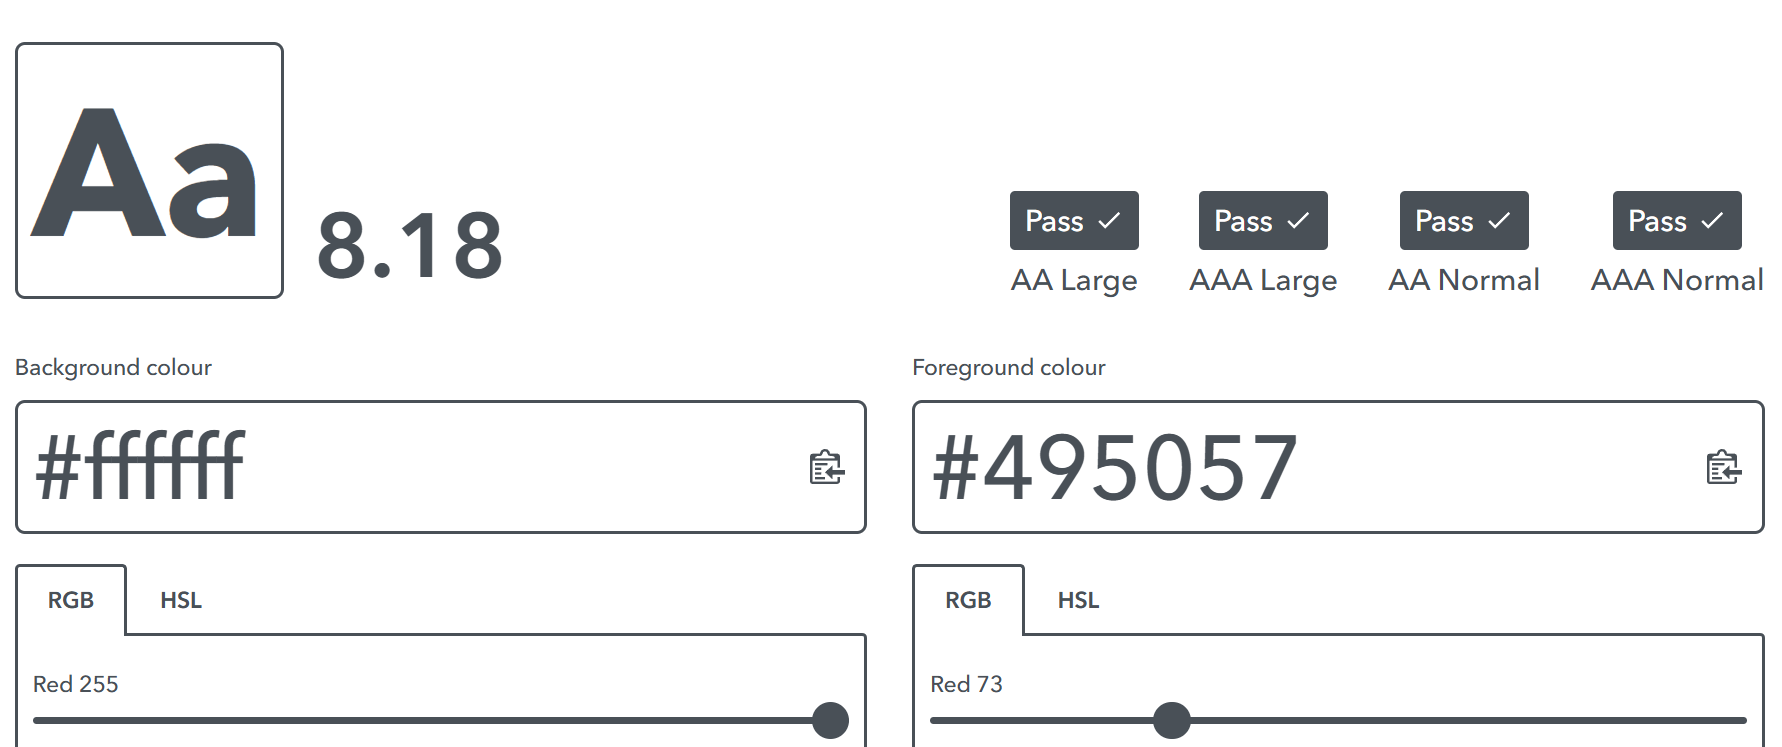 Aa
8.18
Pass ✓ Pass ✓ Pass ✓ Pass ✓
AA Large AAA Large AA Normal AAA Normal
Background colour Foreground colour
#ffffff #495057
RGB HSL RGB HSL
Red 255 Red 73